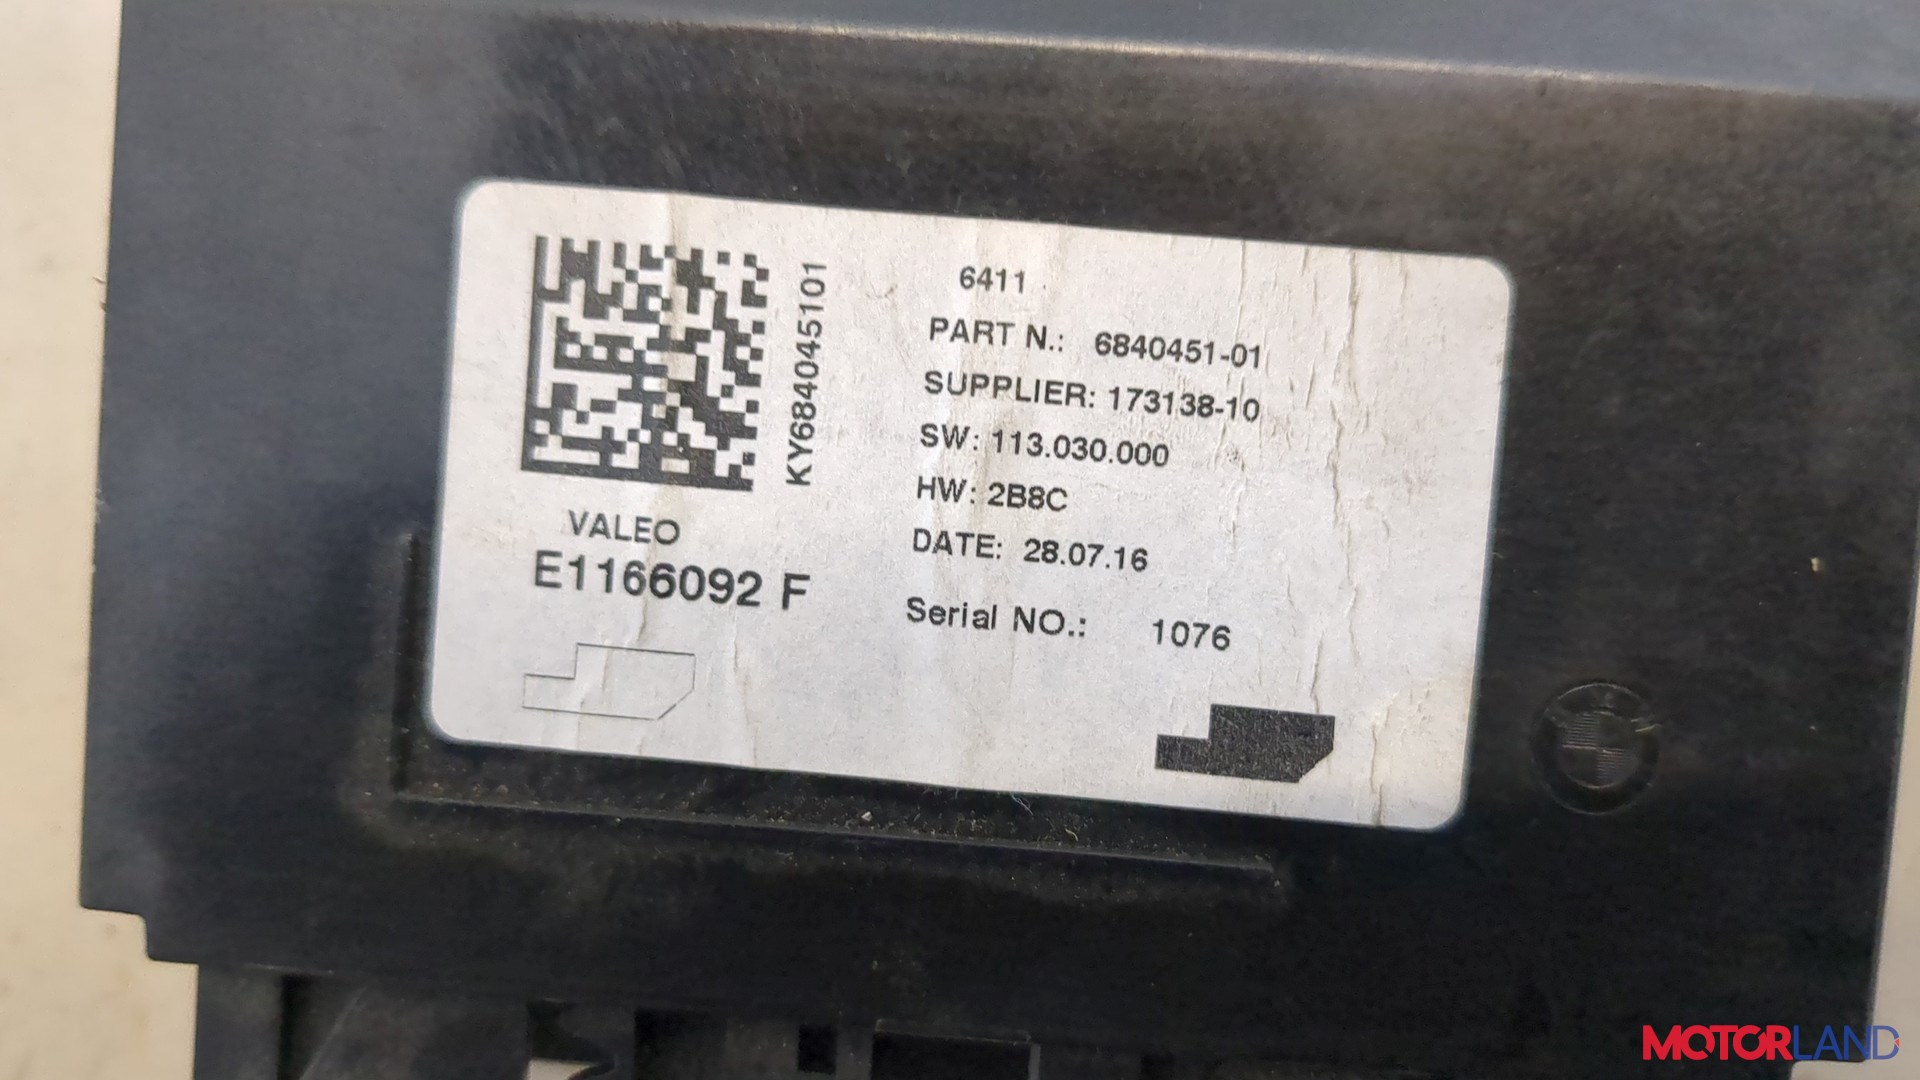 KY684045101
VALEO
E1166092 F
6411
PART N.: 6840451-01
SUPPLIER: 173138-10
SW: 113.030.000
HW: 2B8C
DATE: 28.07.16
Serial NO.: 1076
BMW
MOTORLAND